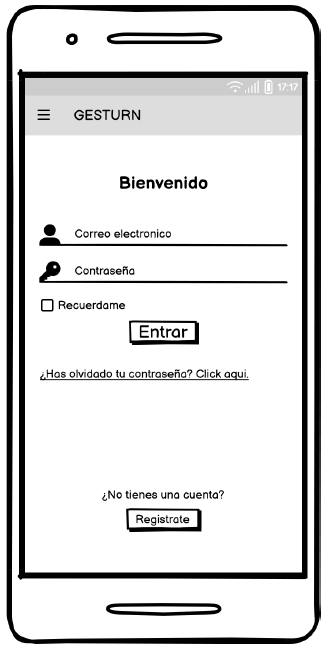 17:17
GESTURN
Bienvenido
Correo electronico
Contraseña
Recuerdame
Entrar
¿Has olvidado tu contraseña? Click aqui.
¿No tienes una cuenta?
Registrate